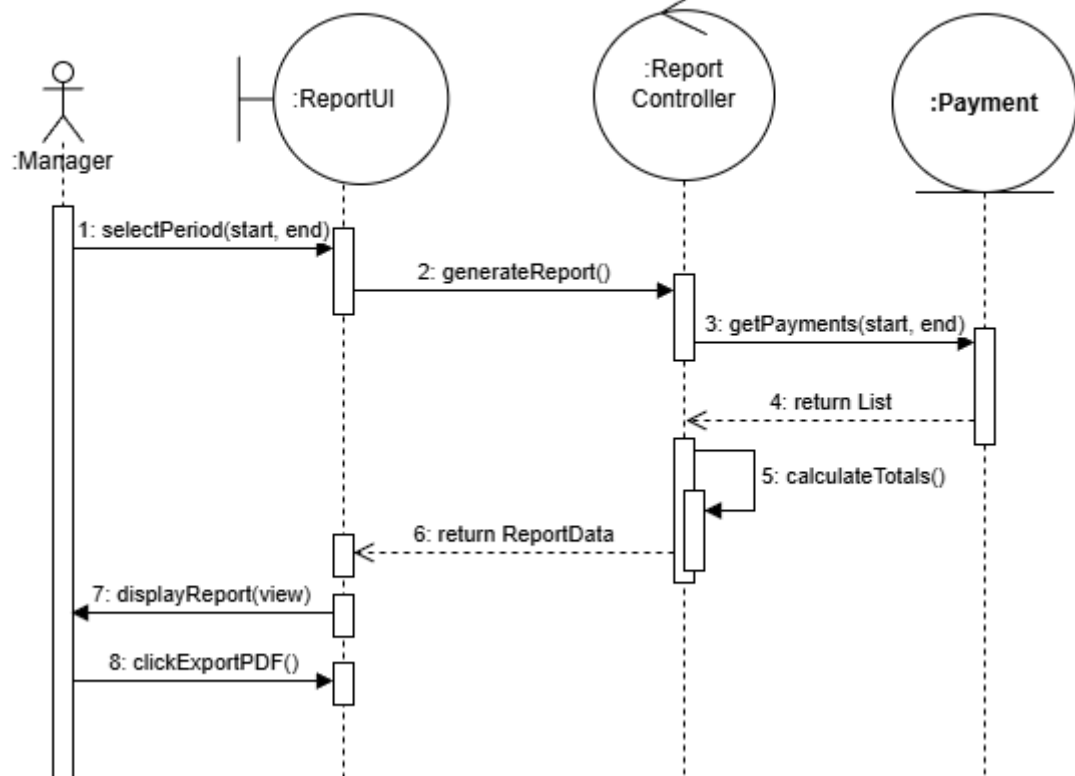 :Manager
:ReportUI
:Report
Controller
:Payment
1: selectPeriod(start, end)
2: generateReport()
3: getPayments(start, end)
4: return List
5: calculateTotals()
6: return ReportData
7: displayReport(view)
8: clickExportPDF()